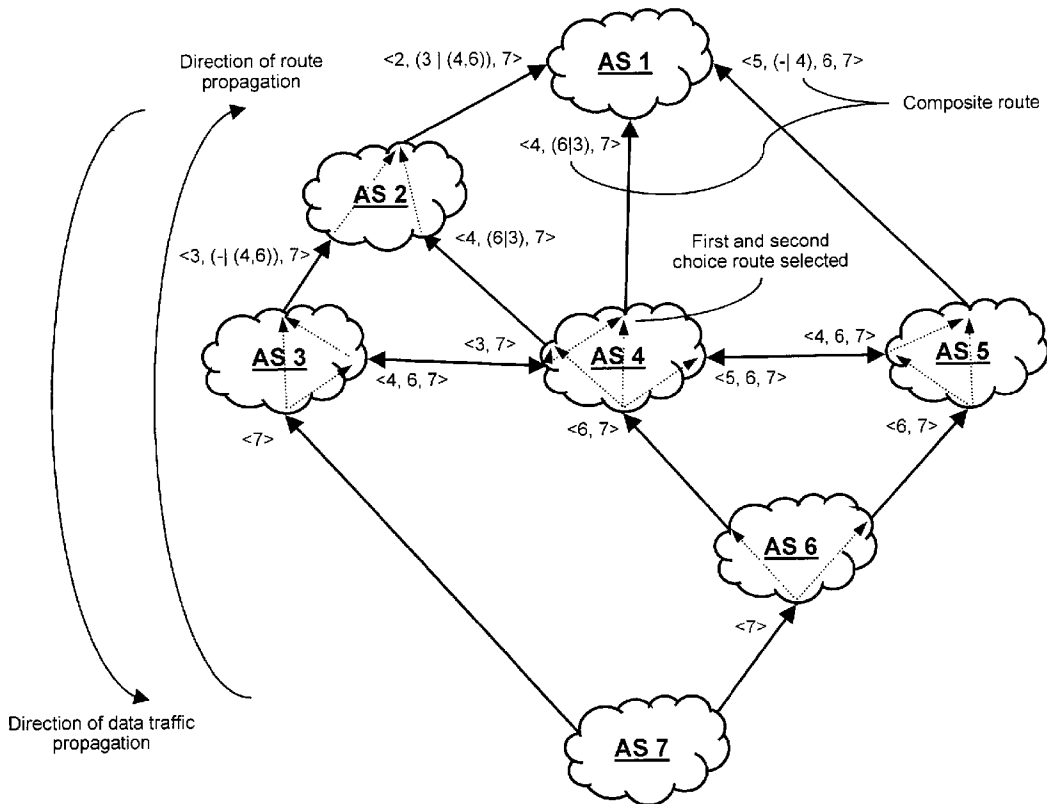 Direction of route
propagation
<2, (3 | (4,6)), 7>
AS 1
<5, (-| 4), 6, 7>
Composite route
<4, (6|3), 7>
AS 2
<3, (-| (4,6)), 7>
<4, (6|3), 7>
First and second
choice route selected
AS 3
<3, 7>
<4, 6, 7>
AS 4
<4, 6, 7>
<5, 6, 7>
AS 5
<7>
<6, 7>
<6, 7>
AS 6
<7>
Direction of data traffic
propagation
AS 7